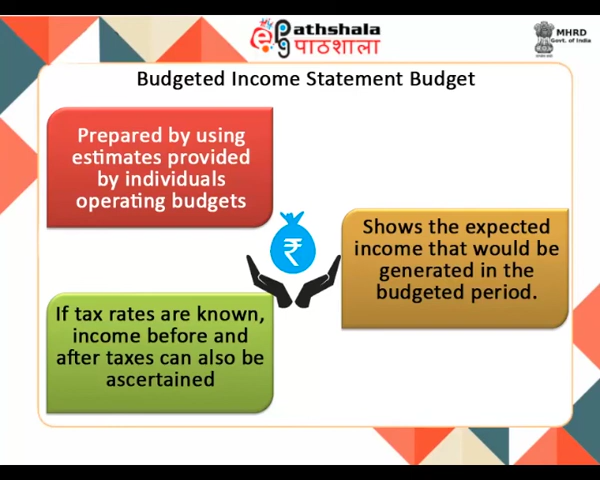 ePathshala
पाठशाला
MHRD
Govt. of India
Budgeted Income Statement Budget
Prepared by using
estimates provided
by individuals
operating budgets
Shows the expected
income that would be
generated in the
budgeted period.
₹
If tax rates are known,
income before and
after taxes can also be
ascertained